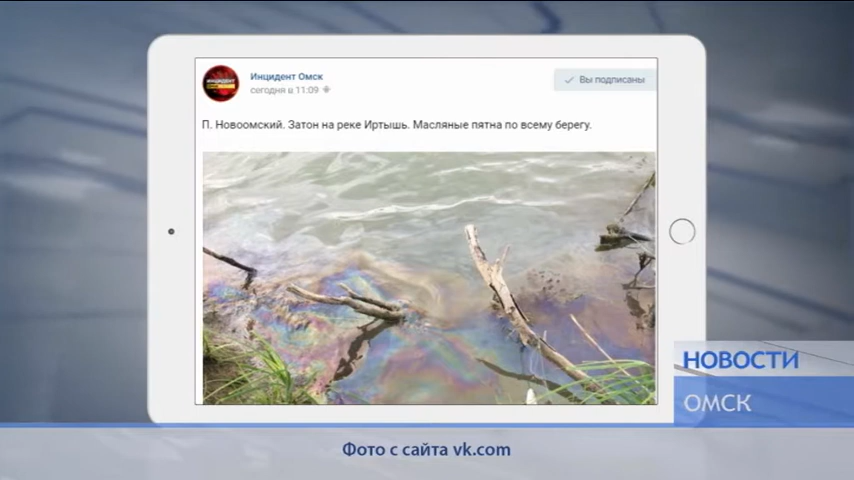 ИНЦИДЕНТ
Инцидент Омск
сегодня в 11:09
Вы подписаны
П. Новоомский. Затон на реке Иртышь. Масляные пятна по всему берегу.
НОВОСТИ
ОМСК
Фото с сайта vk.com